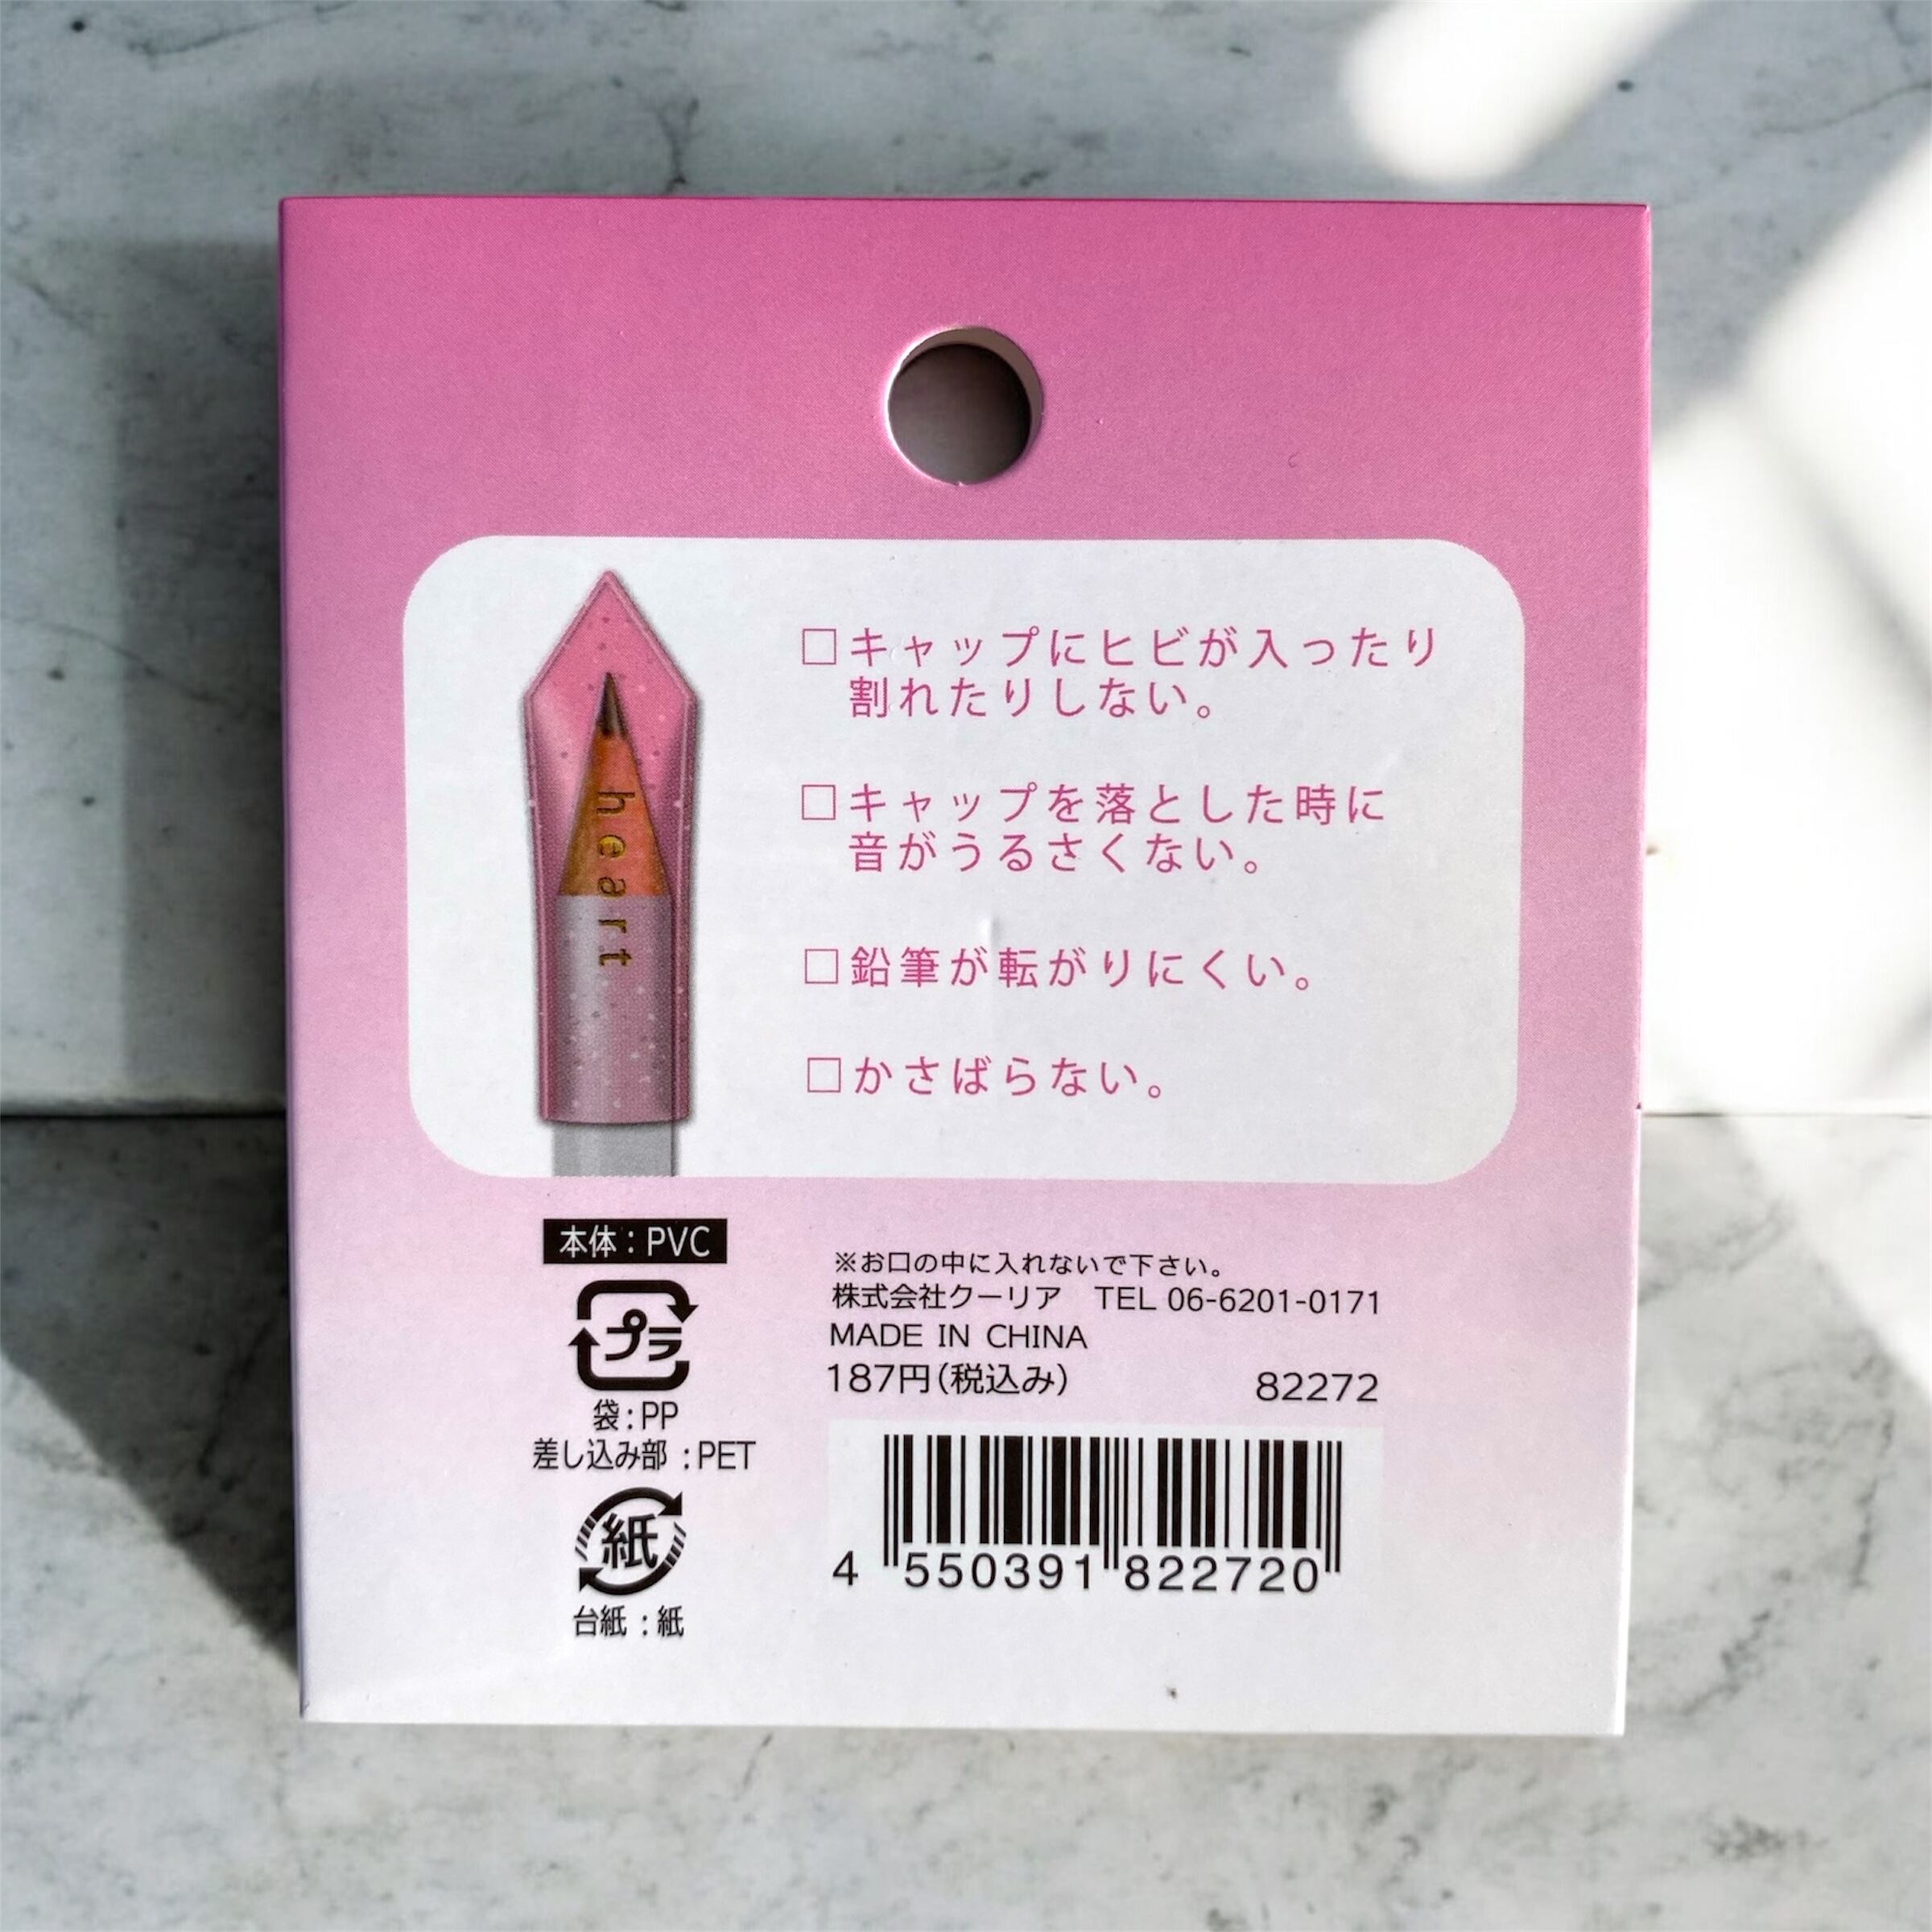 □キャップにヒビが入ったり
割れたりしない。
□キャップを落とした時に
音がうるさくない。
□鉛筆が転がりにくい。
□かさばらない。
heart
本体：PVC
プラ
袋：PP
差し込み部：PET
紙
台紙：紙
※お口の中に入れないで下さい。
株式会社クーリア　TEL 06-6201-0171
MADE IN CHINA
187円（税込み）　82272
4 550391 822720